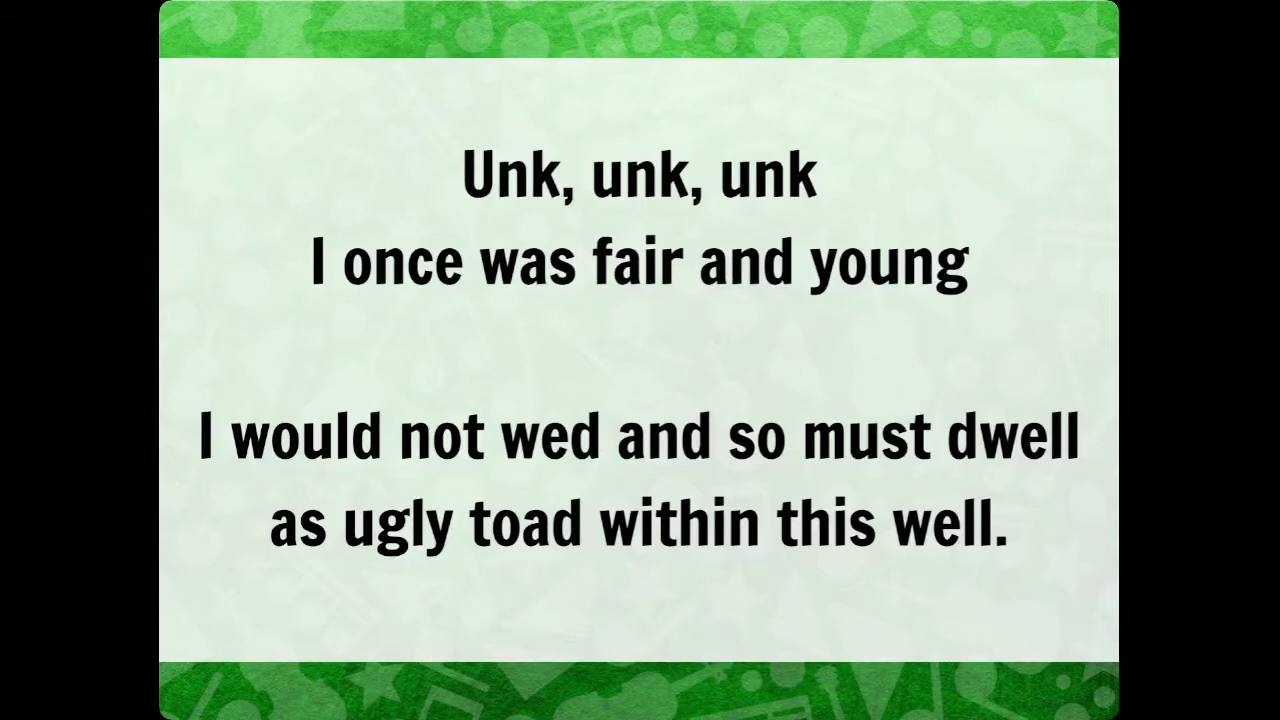 Unk, unk, unk
I once was fair and young
I would not wed and so must dwell
as ugly toad within this well.